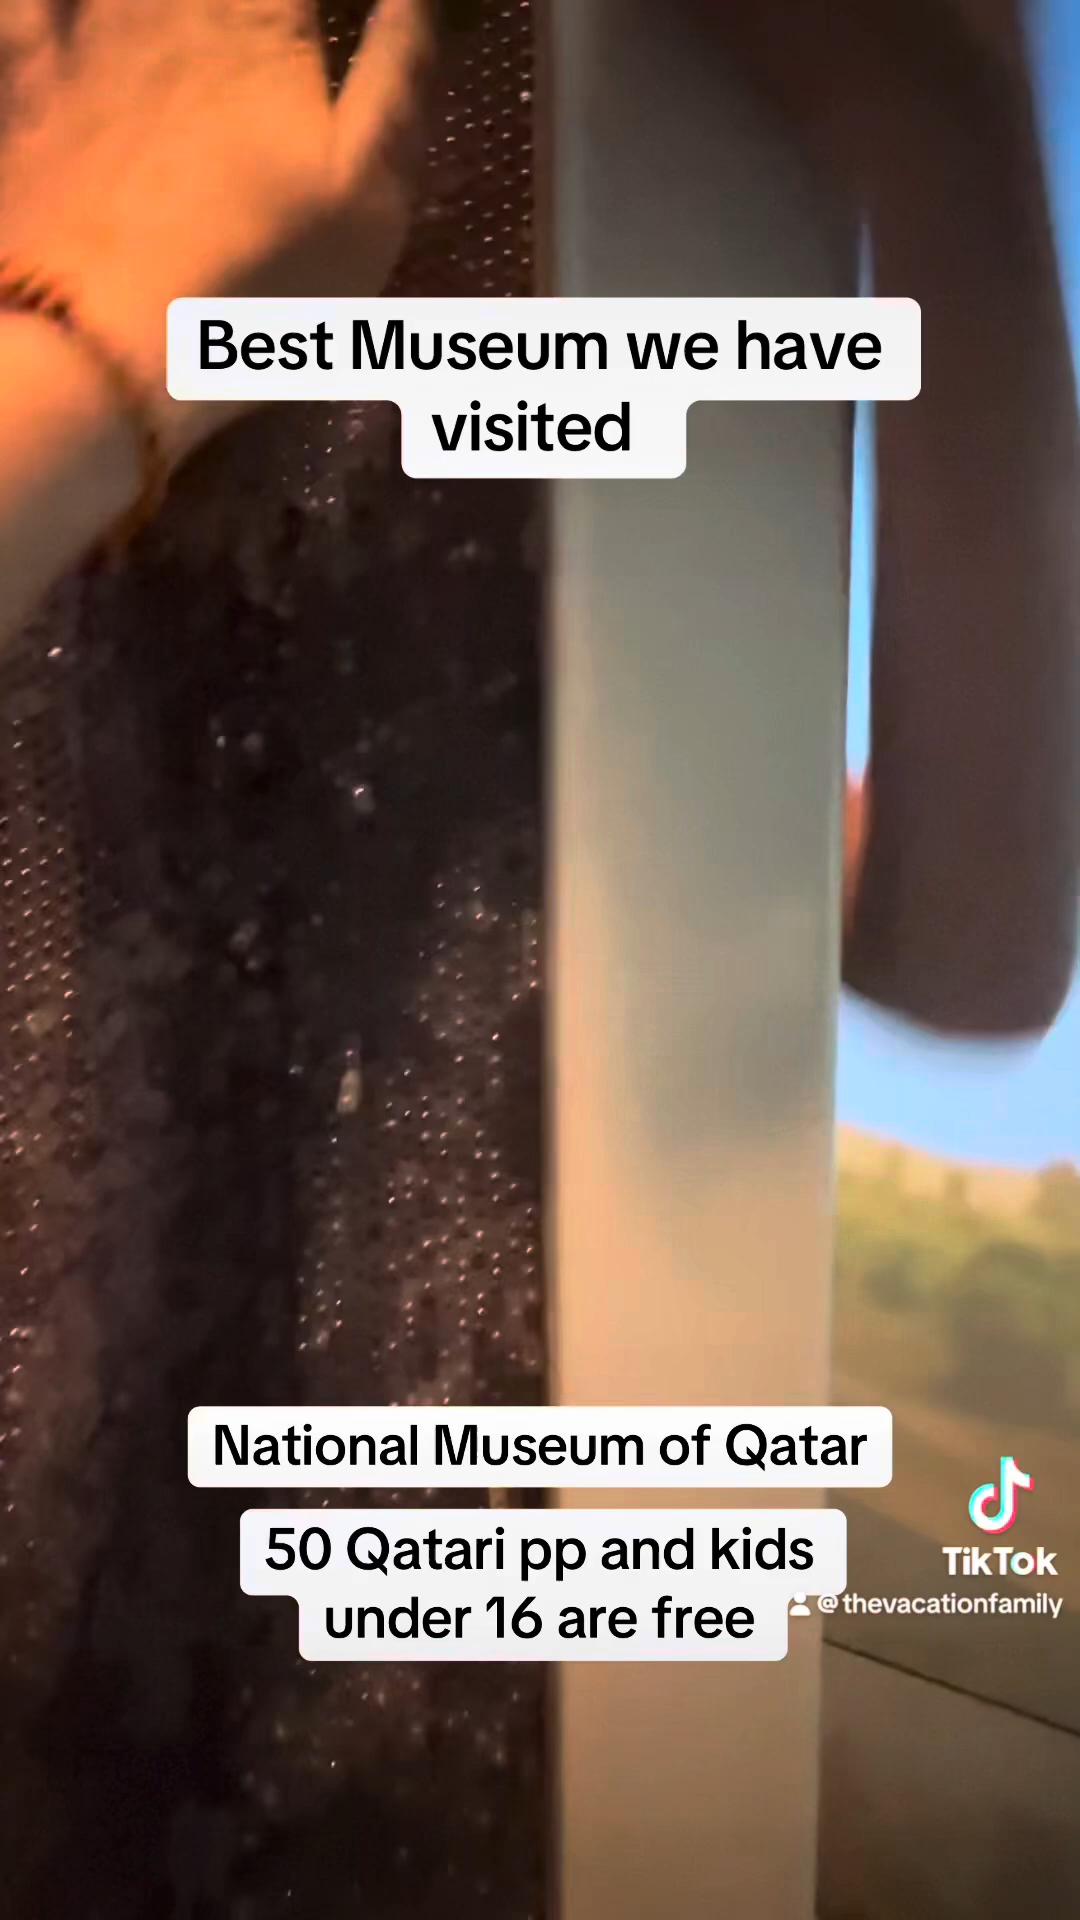 Best Museum we have
visited
National Museum of Qatar
50 Qatari pp and kids
under 16 are free
TikTok
@thevacationfamily